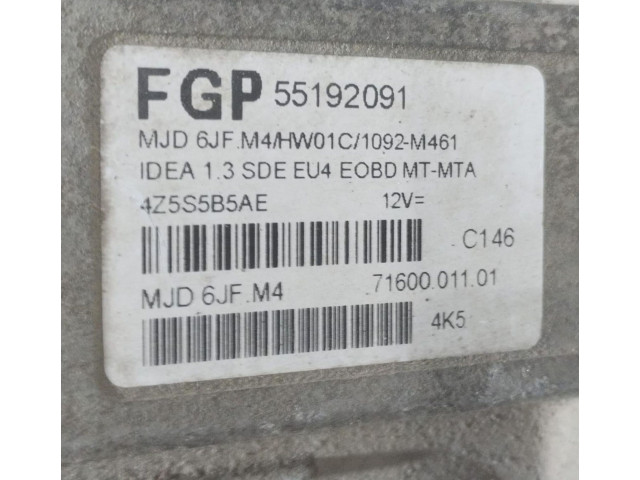 FGP 55192091
MJD 6JF.M4/HW01C/1092-M461
IDEA 1.3 SDE EU4 EOBD MT-MTA
4Z5S5B5AE 12V=
C146
MJD 6JF.M4 71600.011.01
4K5